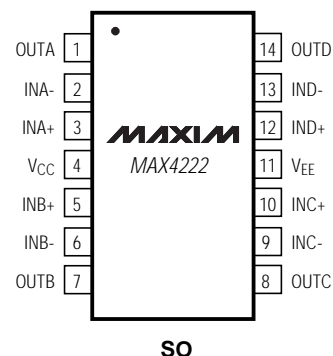 OUTA 1 14 OUTD
INA- 2 13 IND-
INA+ 3 MAXIM 12 IND+
VCC 4 MAX4222 11 VEE
INB+ 5 10 INC+
INB- 6 9 INC-
OUTB 7 8 OUTC
SO